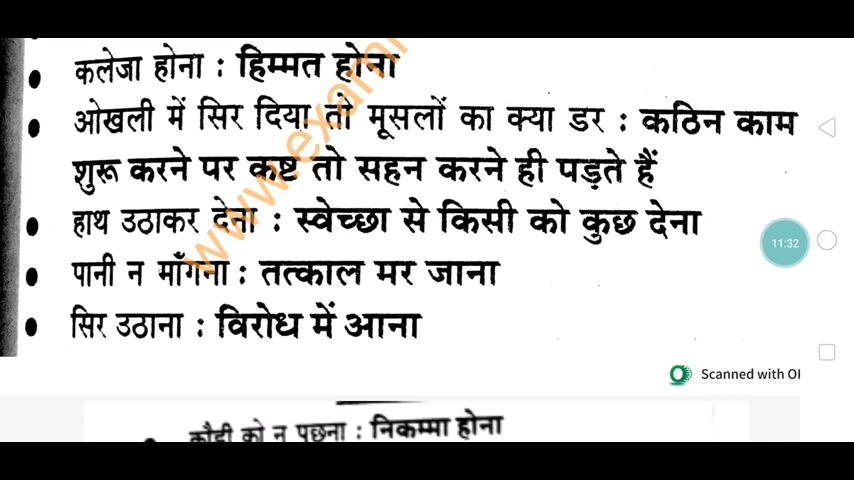 कलेजा होना : हिम्मत होना
ओखली में सिर दिया तो मूसलों का क्या डर : कठिन काम
शुरू करने पर कष्ट तो सहन करने ही पड़ते हैं
हाथ उठाकर देना : स्वेच्छा से किसी को कुछ देना
पानी न माँगना : तत्काल मर जाना
सिर उठाना : विरोध में आना
11:32
Scanned with
कौड़ी को न पूछना : निकम्मा होना